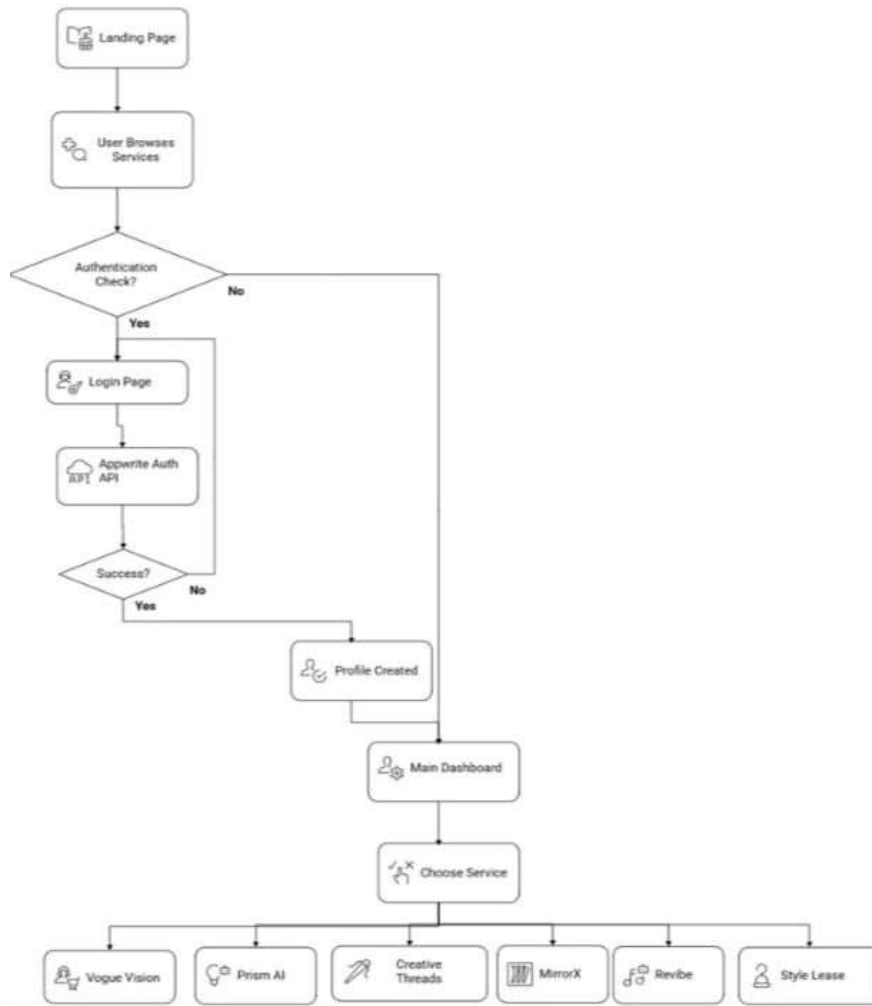 Landing Page
User Browses
Services
Authentication
Check?
No
Yes
Login Page
Appwrite Auth
API
API
Success?
No
Yes
Profile Created
Main Dashboard
Choose Service
Vogue Vision
Prism AI
Creative
Threads
MirrorX
Revibe
Style Lease